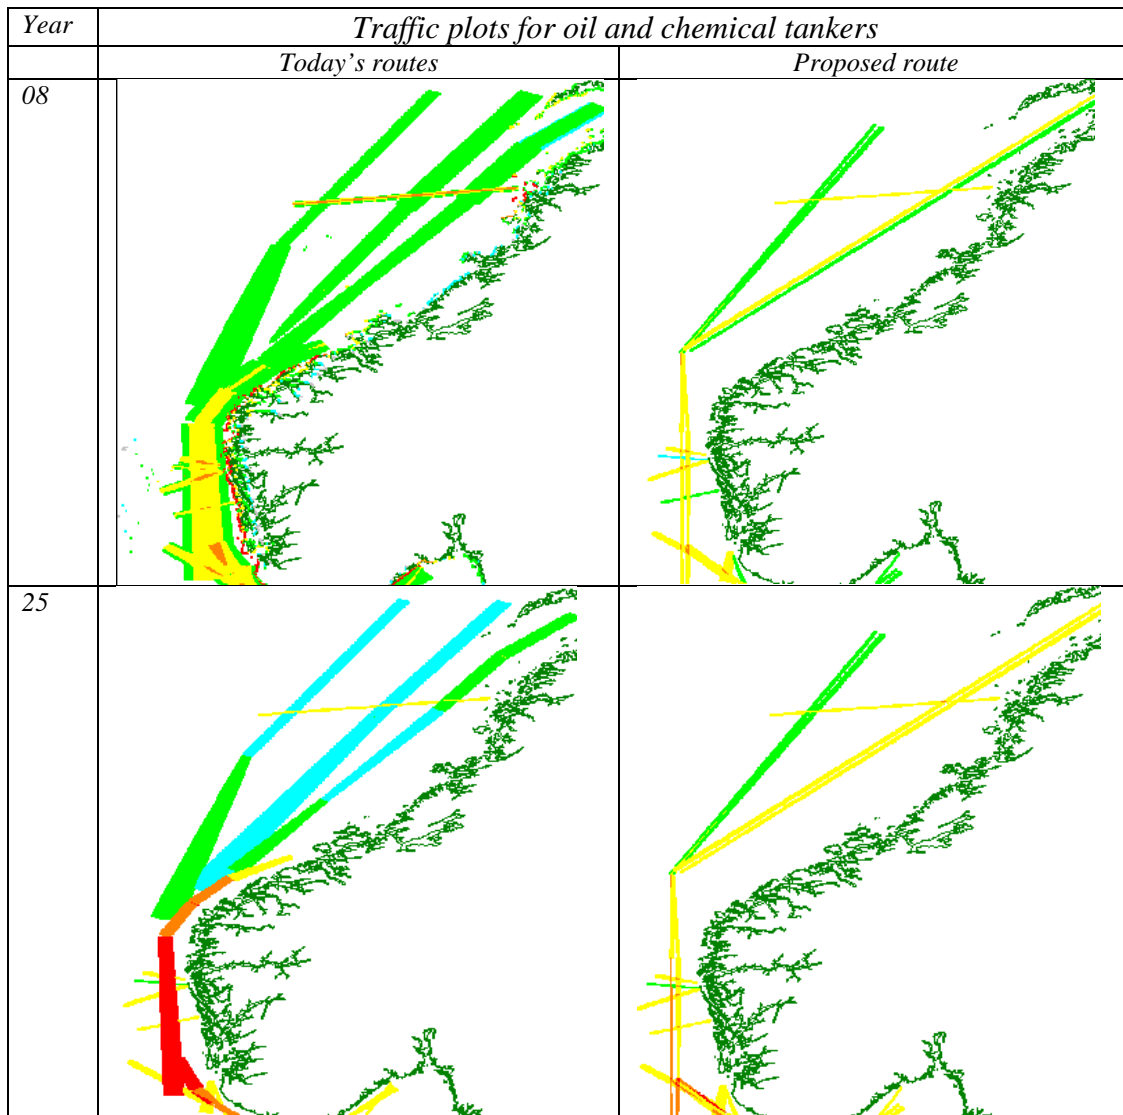 Year
Traffic plots for oil and chemical tankers
Today’s routes
Proposed route
08
25